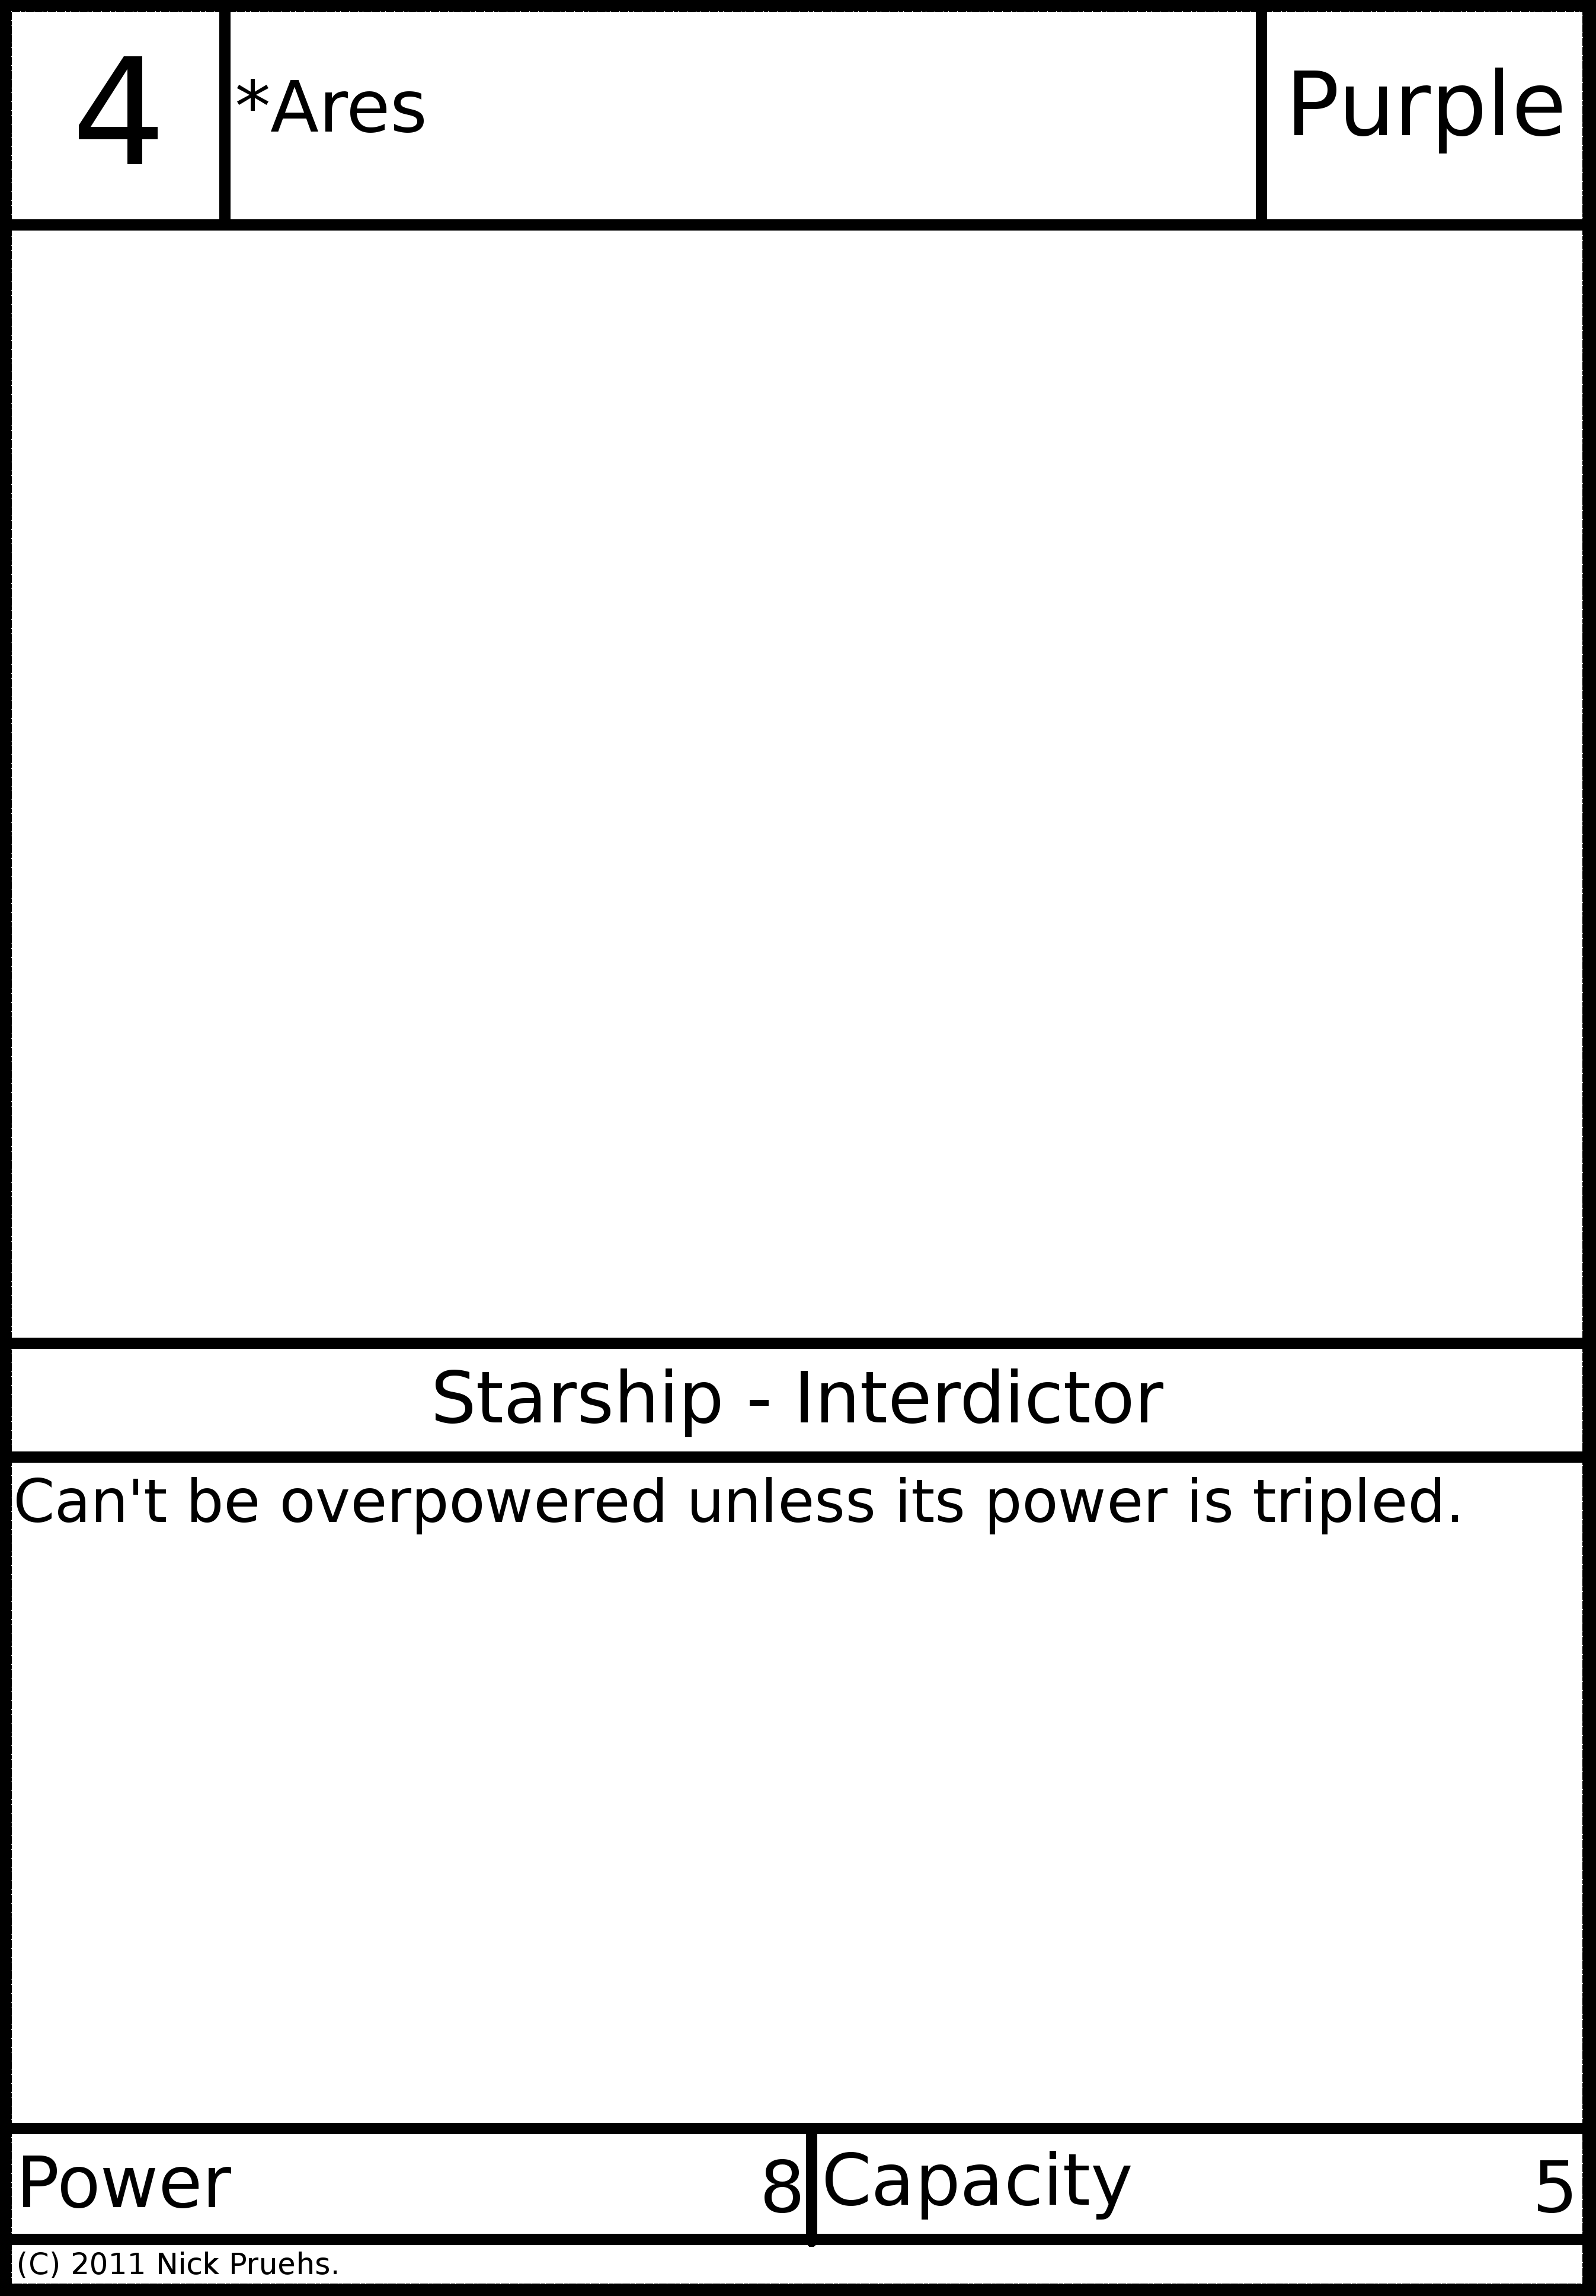 4
*Ares
Purple
Starship - Interdictor
Can't be overpowered unless its power is tripled.
Power 8
Capacity 5
(C) 2011 Nick Pruehs.